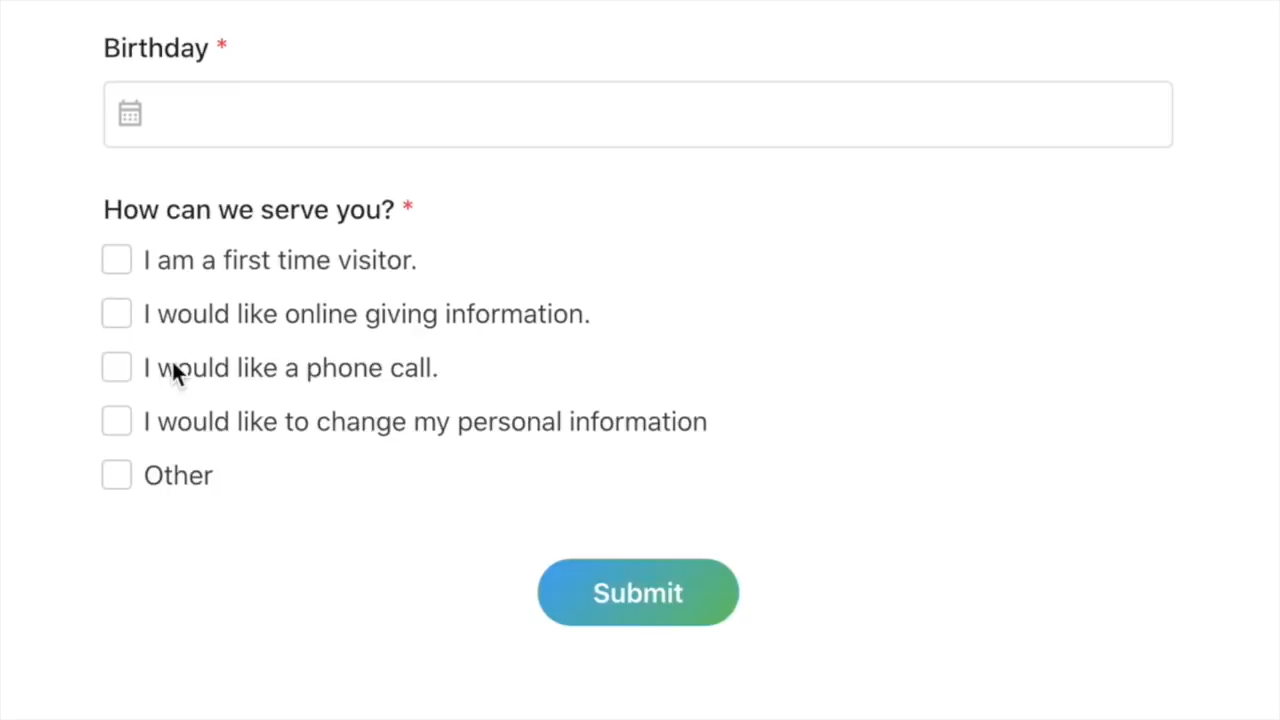 Birthday *
How can we serve you? *
I am a first time visitor.
I would like online giving information.
I would like a phone call.
I would like to change my personal information
Other
Submit